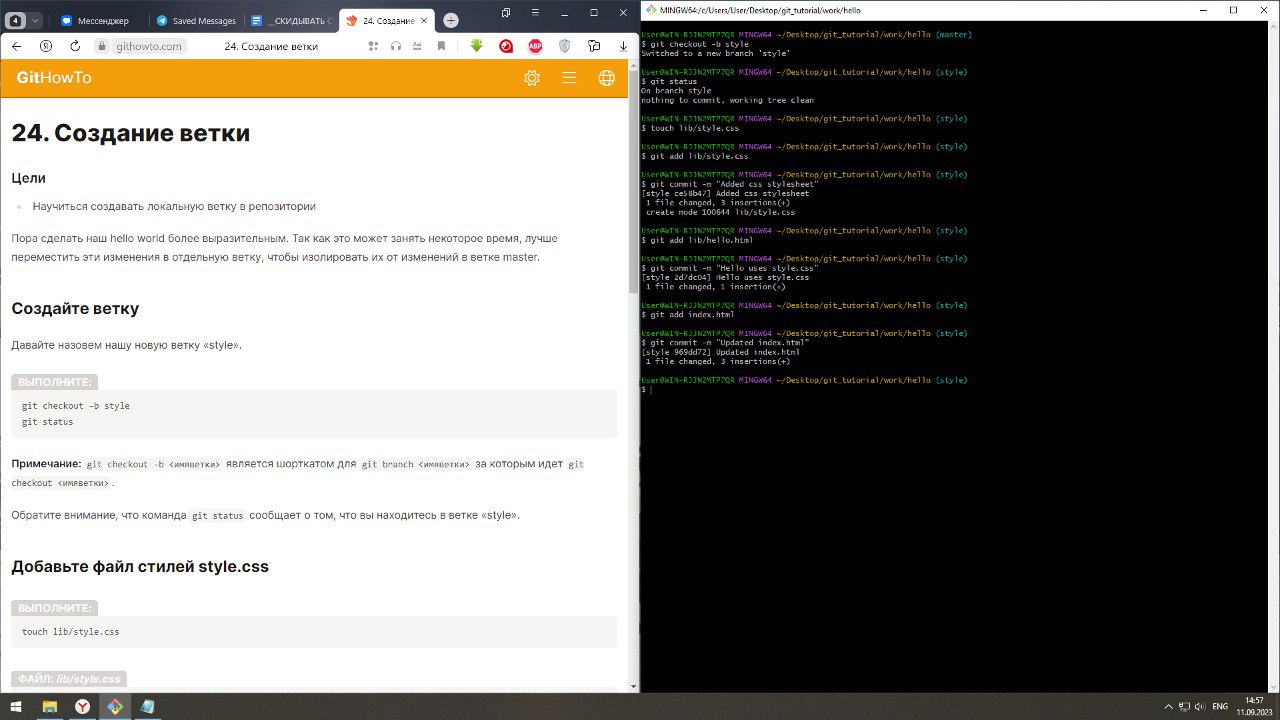 4
Мессенджер
Saved Messages
__СКИДЫВАТЬ С
24. Создание
githowto.com
24. Создание ветки
ABP
GitHowTo
24. Создание ветки
Цели
Научиться создавать локальную ветку в репозитории
Пора сделать наш hello world более выразительным. Так как это может занять некоторое время, лучше
переместить эти изменения в отдельную ветку, чтобы изолировать их от изменений в ветке master.
Создайте ветку
Давайте назовем нашу новую ветку «style».
ВЫПОЛНИТЕ:
git checkout -b style
git status
Примечание: git checkout -b <имяветки> является шорткатом для git branch <имяветки> за которым идет git
checkout <имяветки>.
Обратите внимание, что команда git status сообщает о том, что вы находитесь в ветке «style».
Добавьте файл стилей style.css
ВЫПОЛНИТЕ:
touch lib/style.css
ФАЙЛ: lib/style.css
MINGW64:/c/Users/User/Desktop/git_tutorial/work/hello
User@WIN-RJJN2MTP7QR MINGW64 ~/Desktop/git_tutorial/work/hello (master)
$ git checkout -b style
Switched to a new branch 'style'
User@WIN-RJJN2MTP7QR MINGW64 ~/Desktop/git_tutorial/work/hello (style)
$ git status
On branch style
nothing to commit, working tree clean
User@WIN-RJJN2MTP7QR MINGW64 ~/Desktop/git_tutorial/work/hello (style)
$ touch lib/style.css
User@WIN-RJJN2MTP7QR MINGW64 ~/Desktop/git_tutorial/work/hello (style)
$ git add lib/style.css
User@WIN-RJJN2MTP7QR MINGW64 ~/Desktop/git_tutorial/work/hello (style)
$ git commit -m "Added css stylesheet"
[style ce58b47] Added css stylesheet
1 file changed, 3 insertions(+)
create mode 100644 lib/style.css
User@WIN-RJJN2MTP7QR MINGW64 ~/Desktop/git_tutorial/work/hello (style)
$ git add lib/hello.html
User@WIN-RJJN2MTP7QR MINGW64 ~/Desktop/git_tutorial/work/hello (style)
$ git commit -m "Hello uses style.css"
[style 2d7dc04] Hello uses style.css
1 file changed, 1 insertion(+)
User@WIN-RJJN2MTP7QR MINGW64 ~/Desktop/git_tutorial/work/hello (style)
$ git add index.html
User@WIN-RJJN2MTP7QR MINGW64 ~/Desktop/git_tutorial/work/hello (style)
$ git commit -m "Updated index.html"
[style 969dd72] Updated index.html
1 file changed, 3 insertions(+)
User@WIN-RJJN2MTP7QR MINGW64 ~/Desktop/git_tutorial/work/hello (style)
$
ENG
14:57
11.09.2023